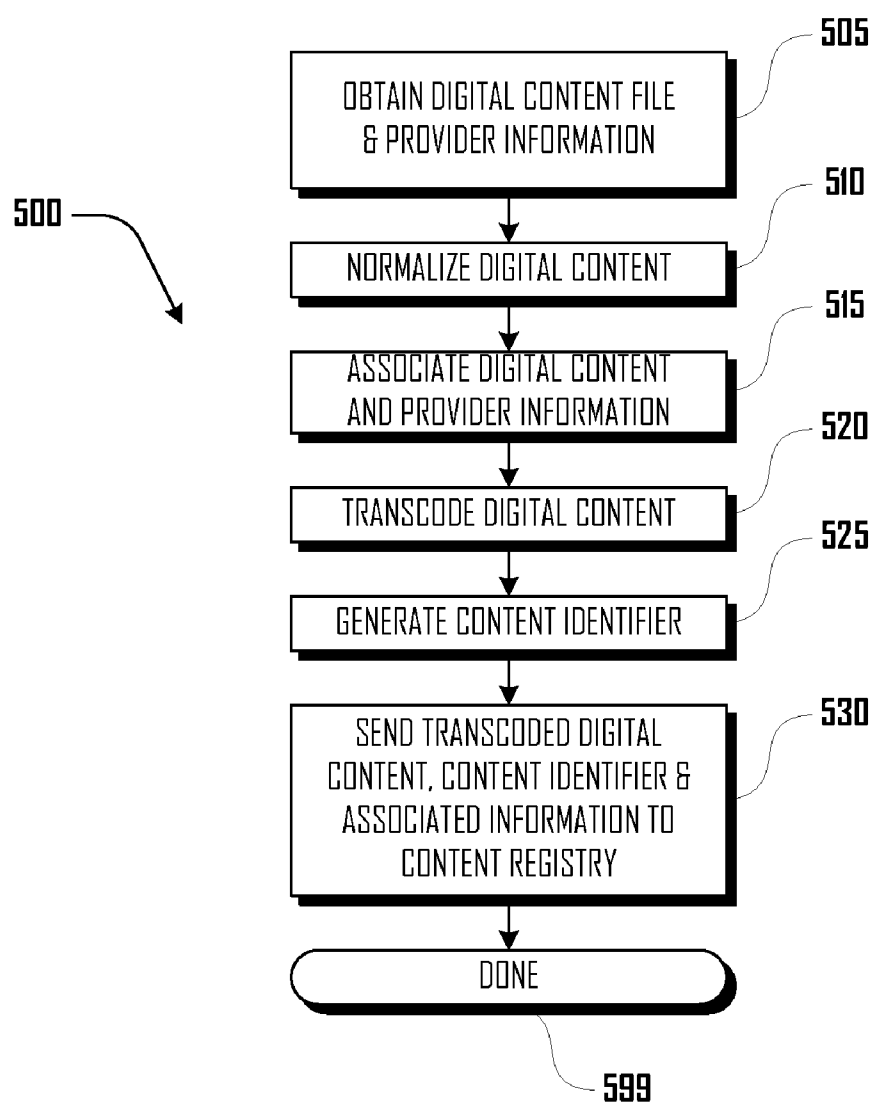 505
OBTAIN DIGITAL CONTENT FILE
& PROVIDER INFORMATION
510
500
NORMALIZE DIGITAL CONTENT
515
ASSOCIATE DIGITAL CONTENT
AND PROVIDER INFORMATION
520
TRANSCODE DIGITAL CONTENT
525
GENERATE CONTENT IDENTIFIER
530
SEND TRANSCODED DIGITAL
CONTENT, CONTENT IDENTIFIER &
ASSOCIATED INFORMATION TO
CONTENT REGISTRY
DONE
599